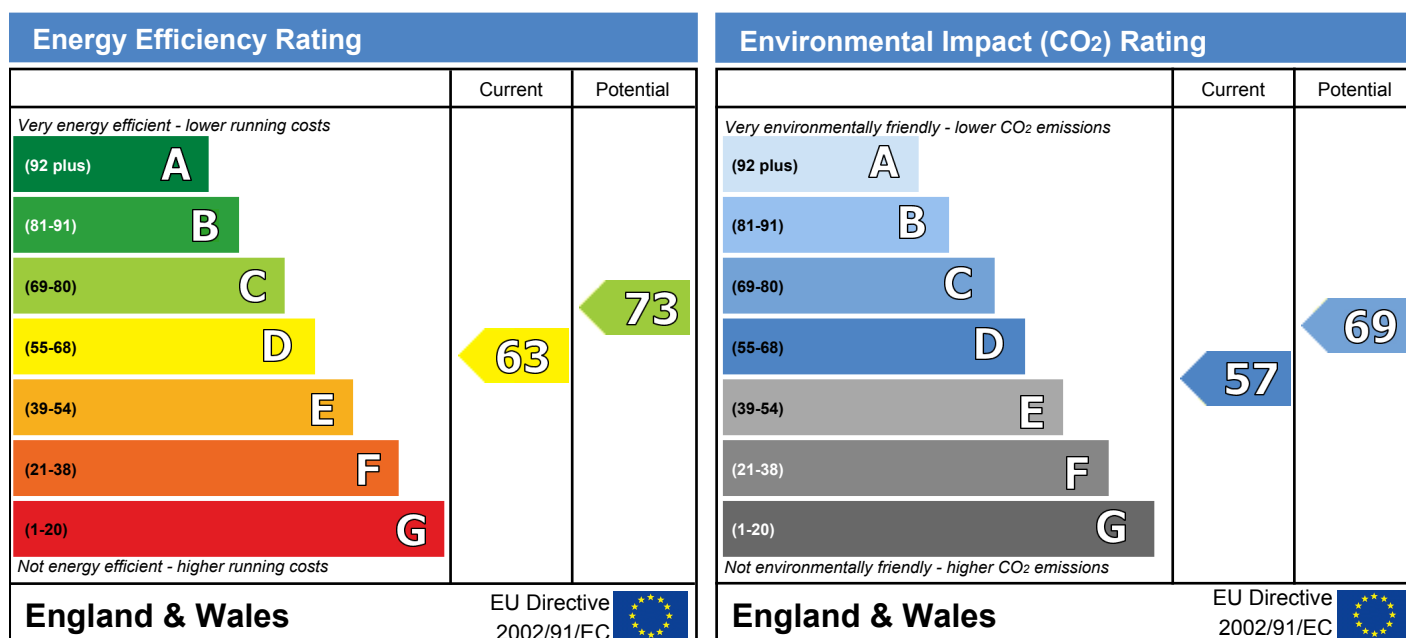 Energy Efficiency Rating
Current Potential
Very energy efficient - lower running costs
(92 plus) A
(81-91) B
(69-80) C
73
(55-68) D
63
(39-54) E
(21-38) F
(1-20) G
Not energy efficient - higher running costs
England & Wales
EU Directive
2002/91/EC
Environmental Impact (CO2) Rating
Current Potential
Very environmentally friendly - lower CO2 emissions
(92 plus) A
(81-91) B
(69-80) C
69
(55-68) D
57
(39-54) E
(21-38) F
(1-20) G
Not environmentally friendly - higher CO2 emissions
England & Wales
EU Directive
2002/91/EC